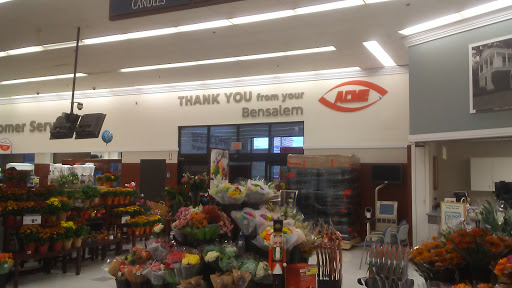 CANDLES
THANK YOU from your
Bensalem
ACME
omer Serv